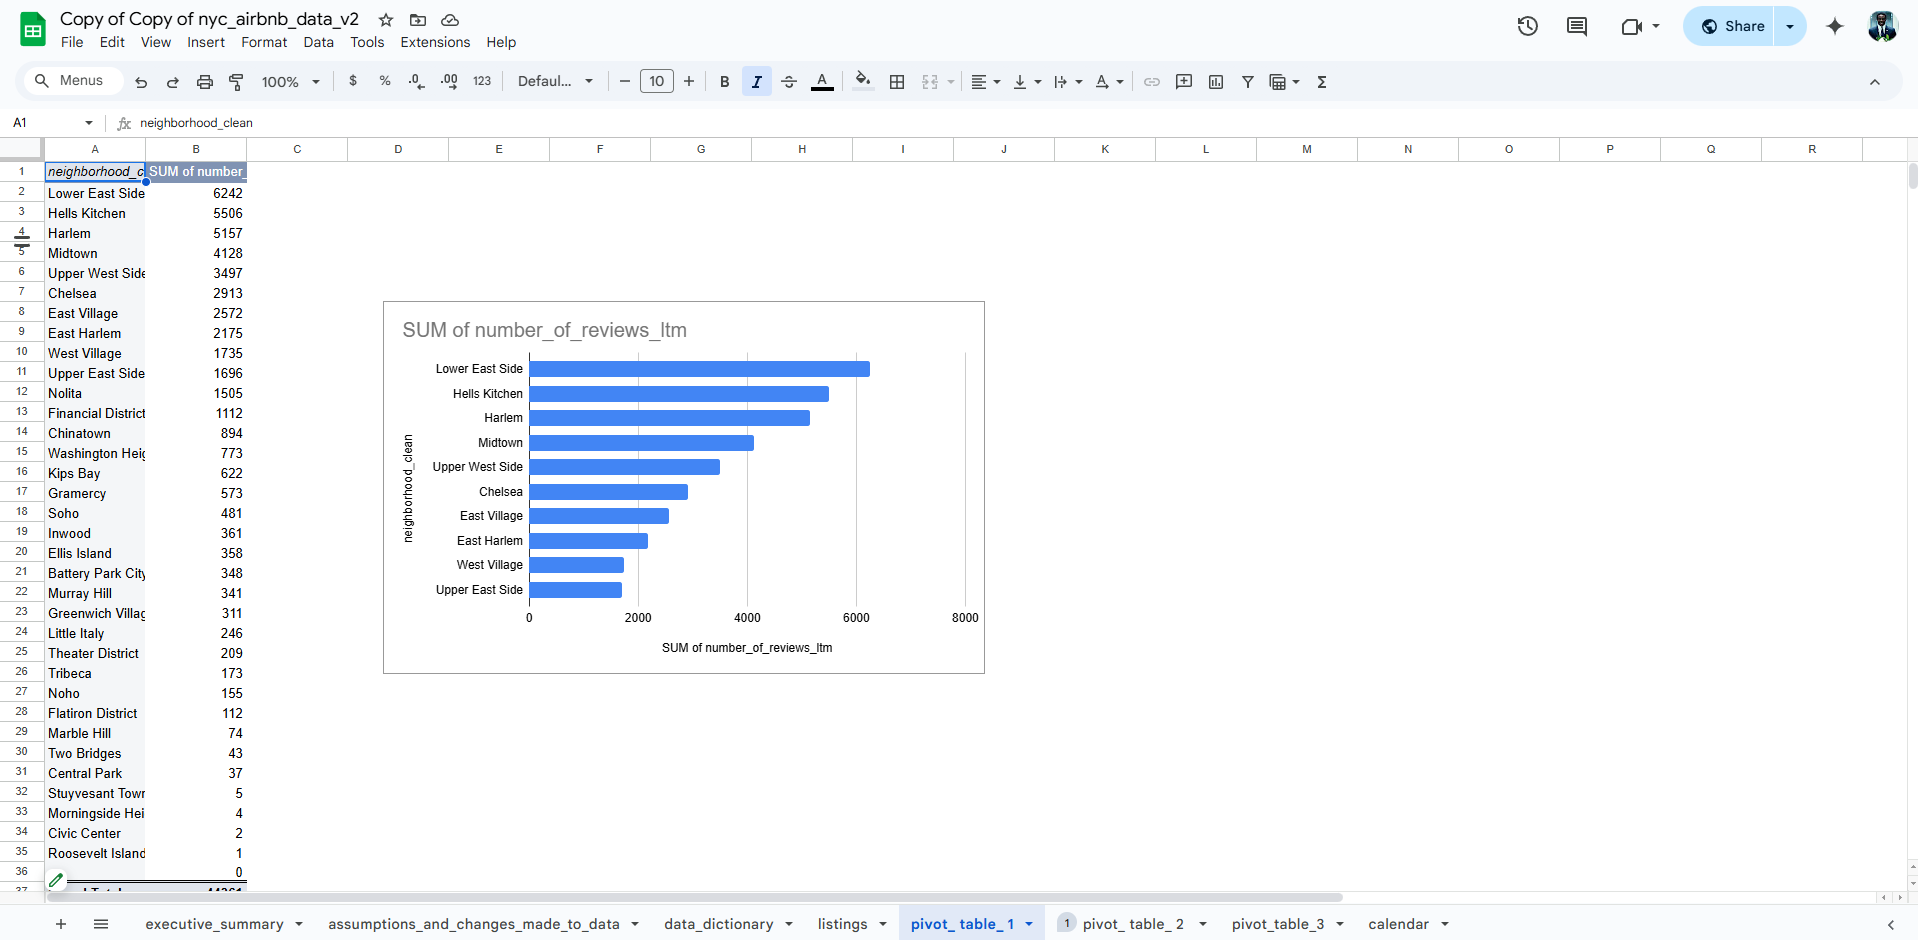 Copy of Copy of nyc_airbnb_data_v2
File Edit View Insert Format Data Tools Extensions Help
Share
Menus 100% $ % .0 .00 123 Defaul... 10 B I A Σ
A1 fx neighborhood_clean
A B C D E F G H I J K L M N O P Q R
1 neighborhood_c SUM of number_
2 Lower East Side 6242
3 Hells Kitchen 5506
4 Harlem 5157
5 Midtown 4128
6 Upper West Side 3497
7 Chelsea 2913
8 East Village 2572
9 East Harlem 2175
10 West Village 1735
11 Upper East Side 1696
12 Nolita 1505
13 Financial District 1112
14 Chinatown 894
15 Washington Heig 773
16 Kips Bay 622
17 Gramercy 573
18 Soho 481
19 Inwood 361
20 Ellis Island 358
21 Battery Park City 348
22 Murray Hill 341
23 Greenwich Villag 311
24 Little Italy 246
25 Theater District 209
26 Tribeca 173
27 Noho 155
28 Flatiron District 112
29 Marble Hill 74
30 Two Bridges 43
31 Central Park 37
32 Stuyvesant Town 5
33 Morningside Hei 4
34 Civic Center 2
35 Roosevelt Island 1
36 0
37
SUM of number_of_reviews_ltm
neighborhood_clean
Lower East Side
Hells Kitchen
Harlem
Midtown
Upper West Side
Chelsea
East Village
East Harlem
West Village
Upper East Side
0 2000 4000 6000 8000
SUM of number_of_reviews_ltm
executive_summary assumptions_and_changes_made_to_data data_dictionary listings pivot_ table_ 1 1 pivot_ table_ 2 pivot_table_3 calendar